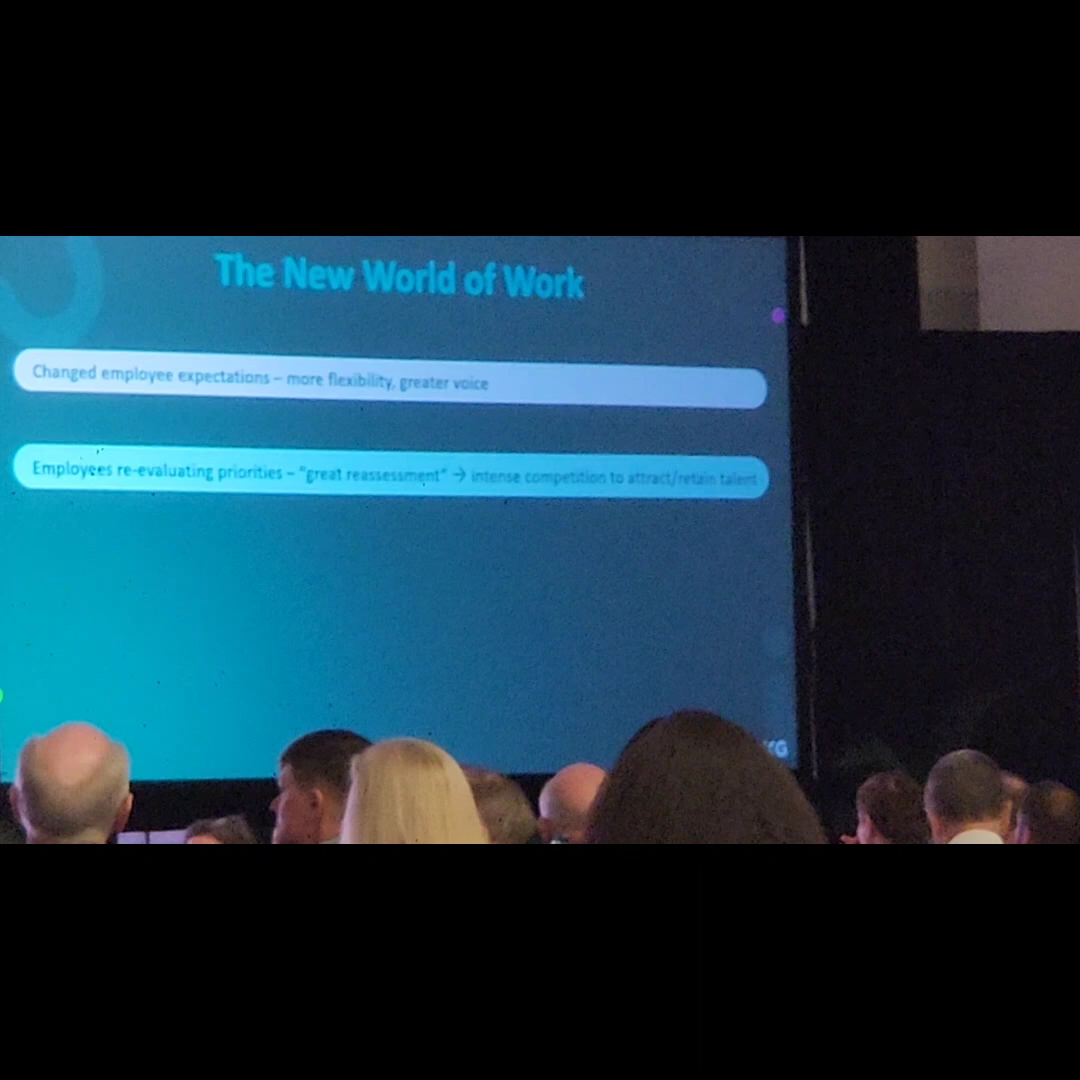 The New World of Work
Changed employee expectations – more flexibility, greater voice
Employees re-evaluating priorities – "great reassessment" → intense competition to attract/retain talent